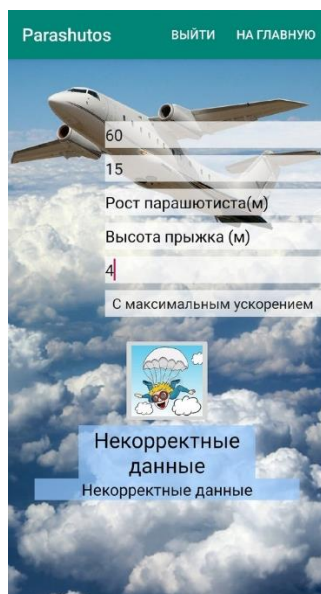 Parashutos ВЫЙТИ НА ГЛАВНУЮ
60
15
Рост парашютиста(м)
Высота прыжка (м)
4
С максимальным ускорением
Некорректные
данные
Некорректные данные